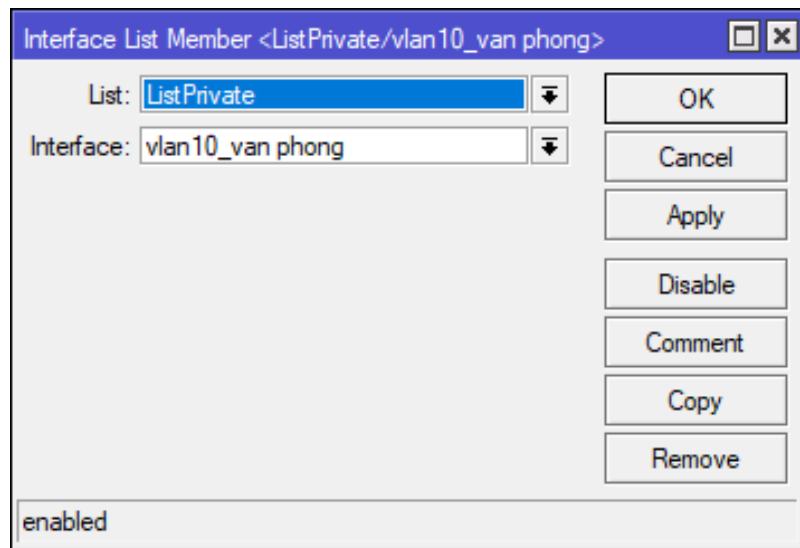 Interface List Member <ListPrivate/vlan10_van phong>
List: ListPrivate
OK
Interface: vlan10_van phong
Cancel
Apply
Disable
Comment
Copy
Remove
enabled